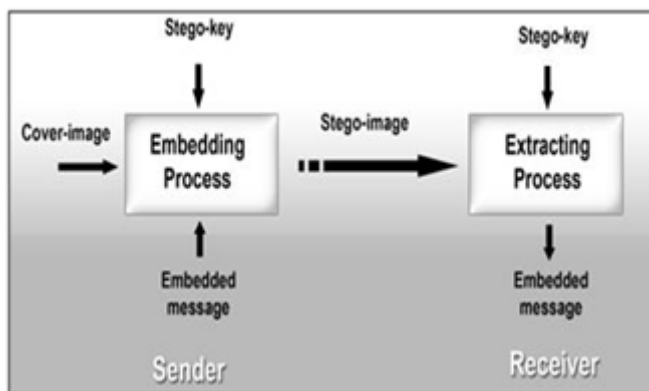 Stego-key
Stego-key
Cover-image
Embedding
Process
Stego-image
Extracting
Process
Embedded
message
Embedded
message
Sender
Receiver